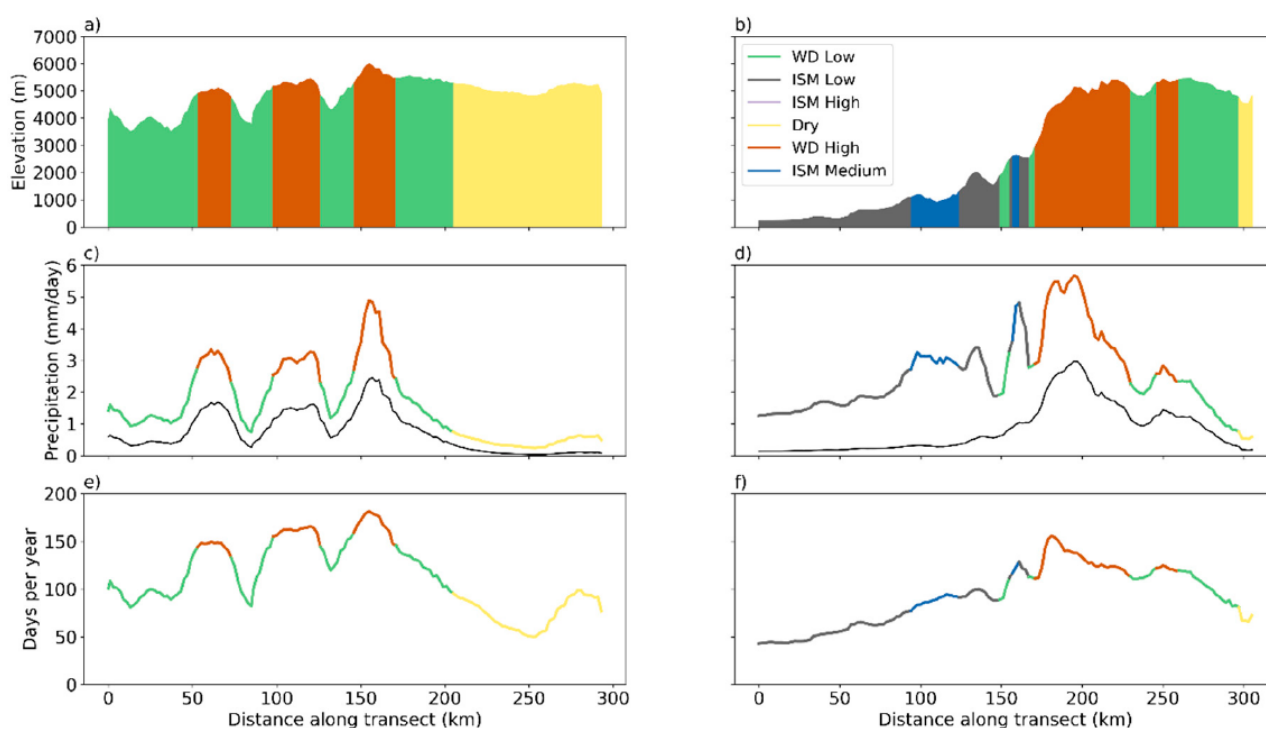 a)
7000
6000
5000
4000
3000
2000
1000
0
Elevation (m)
b)
WD Low
ISM Low
ISM High
Dry
WD High
ISM Medium
c)
6
5
4
3
2
1
0
Precipitation (mm/day)
d)
e)
200
150
100
50
0
Days per year
0 50 100 150 200 250 300
Distance along transect (km)
f)
0 50 100 150 200 250 300
Distance along transect (km)